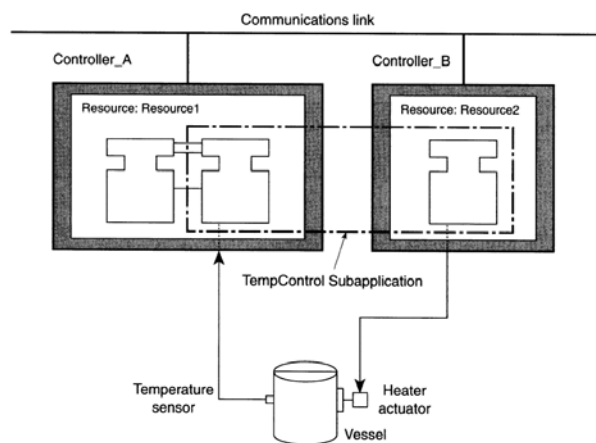 Communications link
Controller_A
Controller_B
Resource: Resource1
Resource: Resource2
TempControl Subapplication
Temperature
sensor
Heater
actuator
Vessel